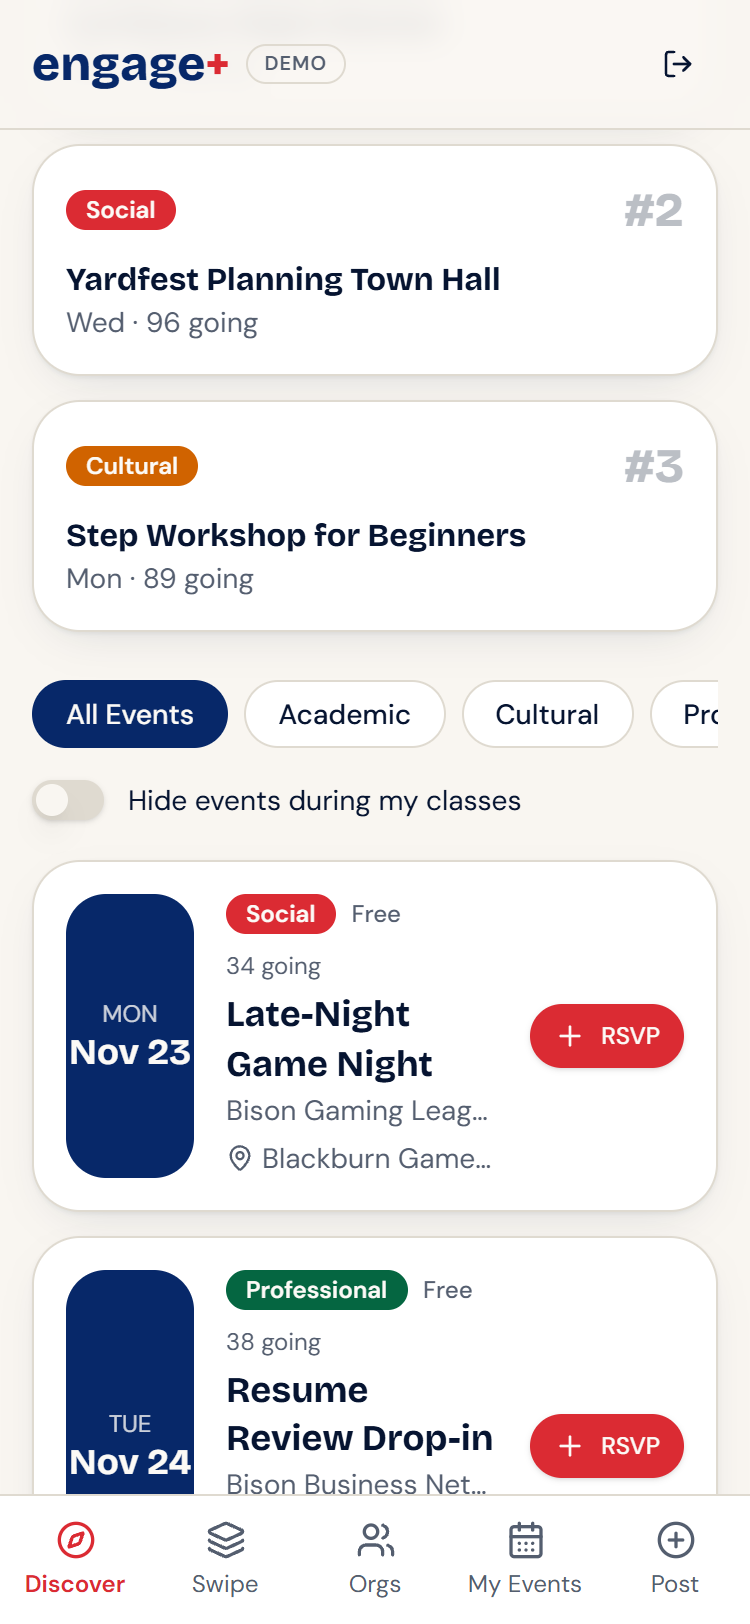 engage+ DEMO
Social #2
Yardfest Planning Town Hall
Wed · 96 going
Cultural #3
Step Workshop for Beginners
Mon · 89 going
All Events Academic Cultural
Hide events during my classes
Social Free
34 going
MON
Nov 23
Late-Night
Game Night
RSVP
Bison Gaming Leag...
Blackburn Game...
Professional Free
38 going
TUE
Nov 24
Resume
Review Drop-in
RSVP
Bison Business Net...
Discover Swipe Orgs My Events Post